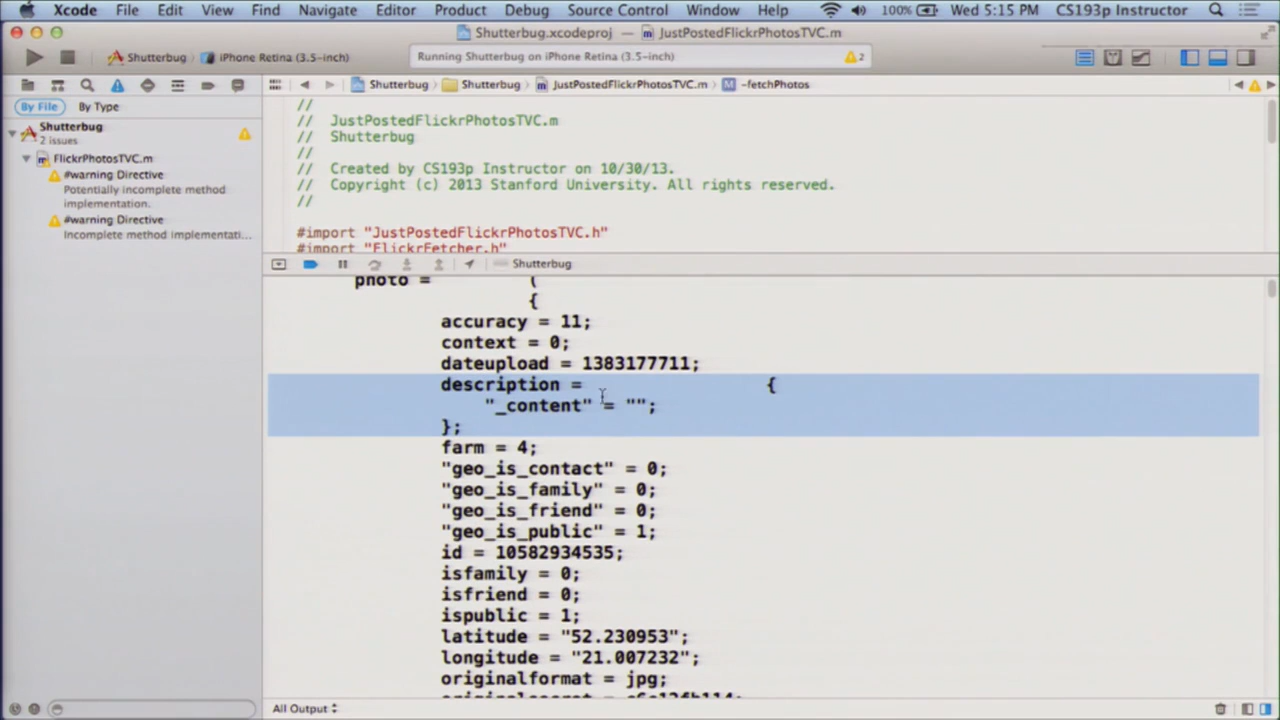 Xcode File Edit View Find Navigate Editor Product Debug Source Control Window Help 100% Wed 5:15 PM CS193p Instructor
Shutterbug.xcodeproj — JustPostedFlickrPhotosTVC.m
Shutterbug iPhone Retina (3.5-inch) Running Shutterbug on iPhone Retina (3.5-inch) 2
Shutterbug Shutterbug JustPostedFlickrPhotosTVC.m M -fetchPhotos
By File By Type
Shutterbug
2 issues
FlickrPhotosTVC.m
#warning Directive
Potentially incomplete method
implementation.
#warning Directive
Incomplete method implementati...
//
// JustPostedFlickrPhotosTVC.m
// Shutterbug
//
// Created by CS193p Instructor on 10/30/13.
// Copyright (c) 2013 Stanford University. All rights reserved.
//
#import "JustPostedFlickrPhotosTVC.h"
#import "FlickrFetcher.h"
Shutterbug
photo = (
{
accuracy = 11;
context = 0;
dateupload = 1383177711;
description = {
"_content" = "";
};
farm = 4;
"geo_is_contact" = 0;
"geo_is_family" = 0;
"geo_is_friend" = 0;
"geo_is_public" = 1;
id = 10582934535;
isfamily = 0;
isfriend = 0;
ispublic = 1;
latitude = "52.230953";
longitude = "21.007232";
originalformat = jpg;
All Output